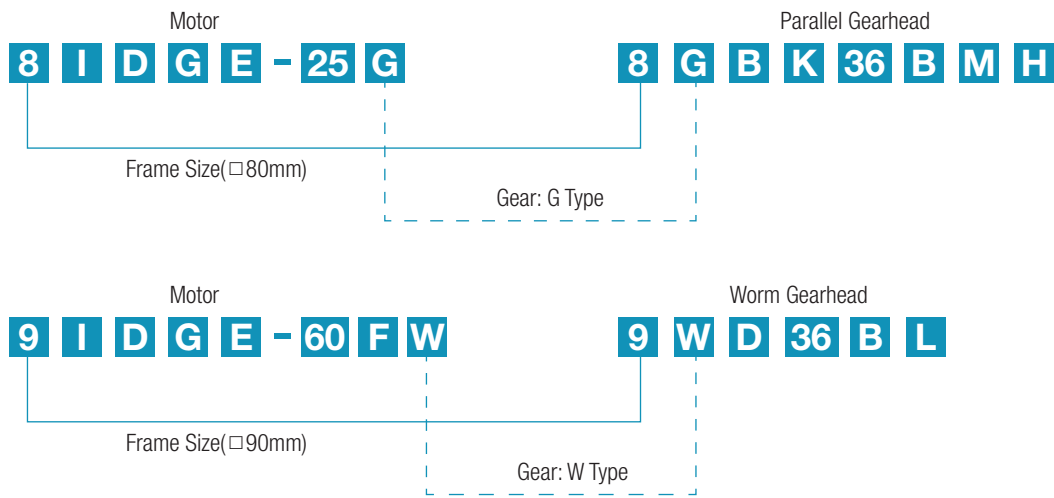 Motor Parallel Gearhead
8 I D G E - 25 G 8 G B K 36 B M H
Frame Size(□80mm)
Gear: G Type
Motor Worm Gearhead
9 I D G E - 60 F W 9 W D 36 B L
Frame Size(□90mm)
Gear: W Type